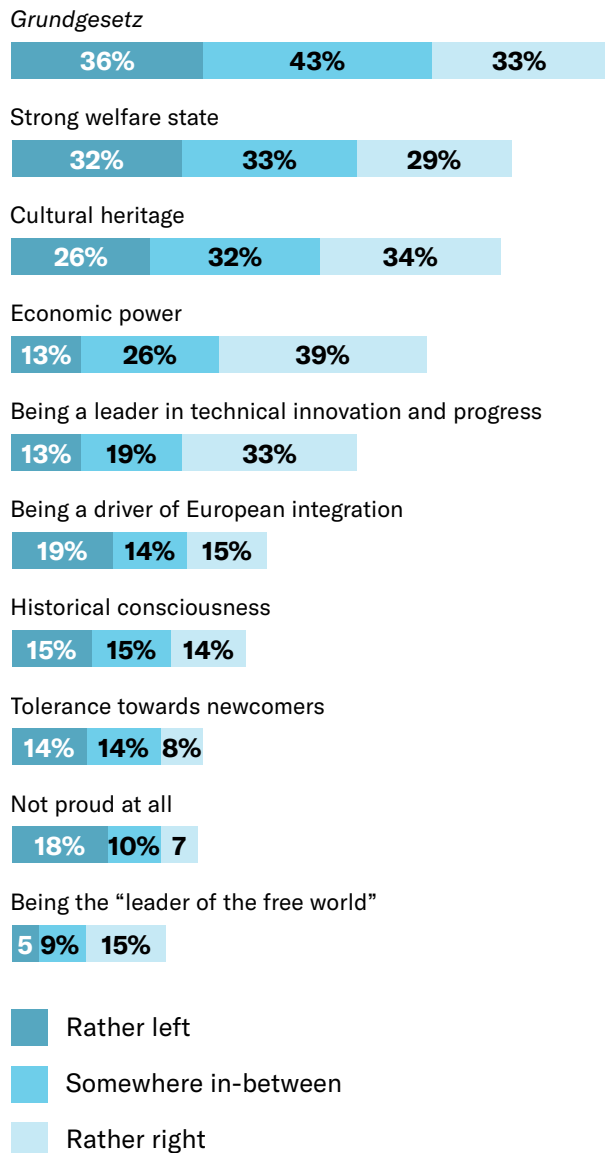 Grundgesetz
36% 43% 33%
Strong welfare state
32% 33% 29%
Cultural heritage
26% 32% 34%
Economic power
13% 26% 39%
Being a leader in technical innovation and progress
13% 19% 33%
Being a driver of European integration
19% 14% 15%
Historical consciousness
15% 15% 14%
Tolerance towards newcomers
14% 14% 8%
Not proud at all
18% 10% 7
Being the “leader of the free world”
5 9% 15%
Rather left
Somewhere in-between
Rather right